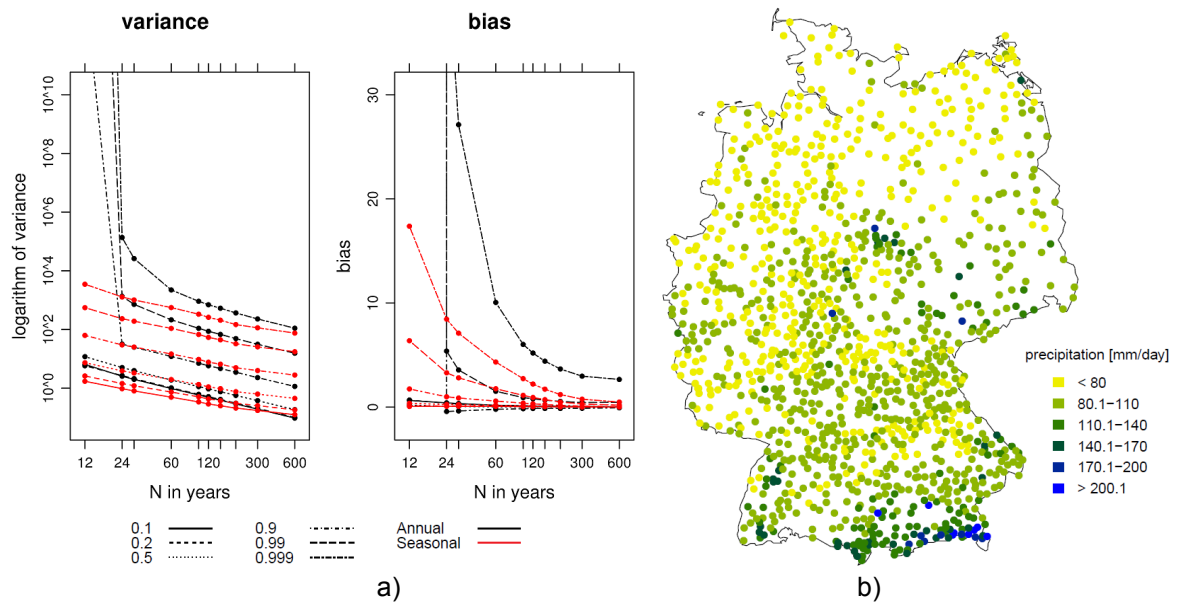 variance
bias
logarithm of variance
10^10
10^8
10^6
10^4
10^2
10^0
12 24 60 120 300 600
N in years
bias
30
20
10
0
12 24 60 120 300 600
N in years
0.1 0.9 Annual
0.2 0.99 Seasonal
0.5 0.999
a)
precipitation [mm/day]
< 80
80.1−110
110.1−140
140.1−170
170.1−200
> 200.1
b)